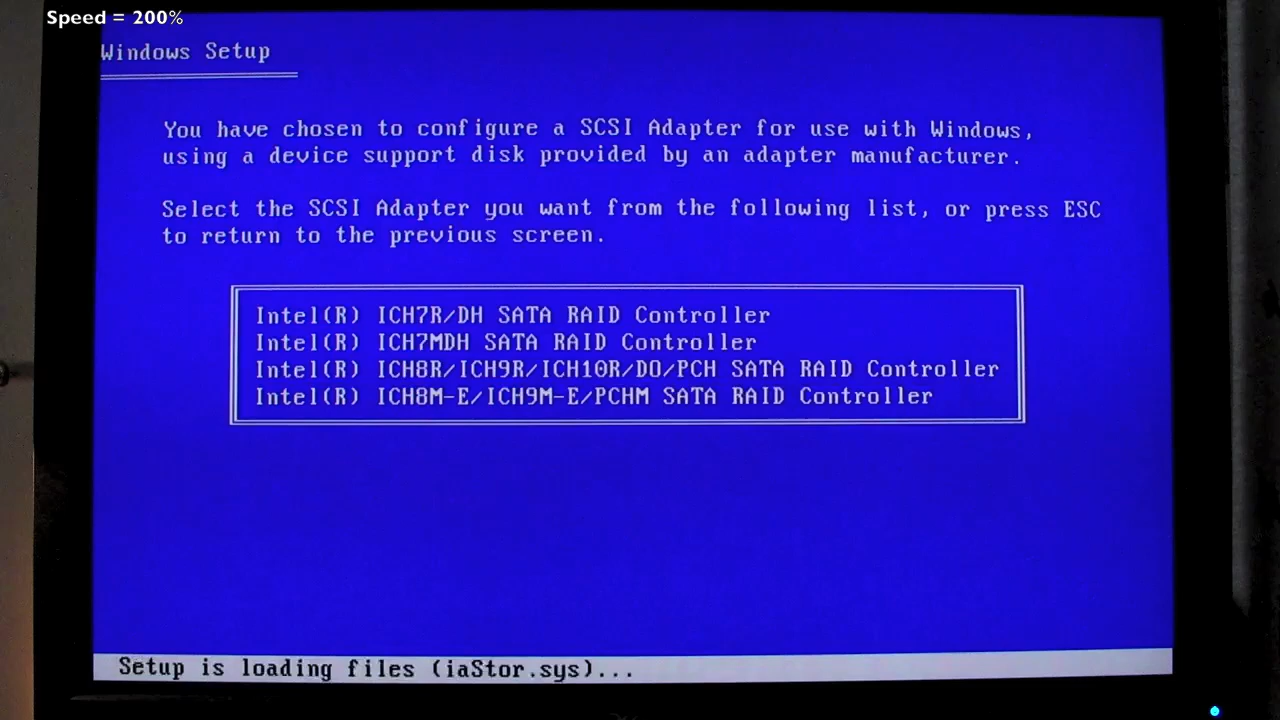 Speed = 200%
Windows Setup
You have chosen to configure a SCSI Adapter for use with Windows,
using a device support disk provided by an adapter manufacturer.
Select the SCSI Adapter you want from the following list, or press ESC
to return to the previous screen.
Intel(R) ICH7R/DH SATA RAID Controller
Intel(R) ICH7MDH SATA RAID Controller
Intel(R) ICH8R/ICH9R/ICH10R/DO/PCH SATA RAID Controller
Intel(R) ICH8M-E/ICH9M-E/PCHM SATA RAID Controller
Setup is loading files (iaStor.sys)...